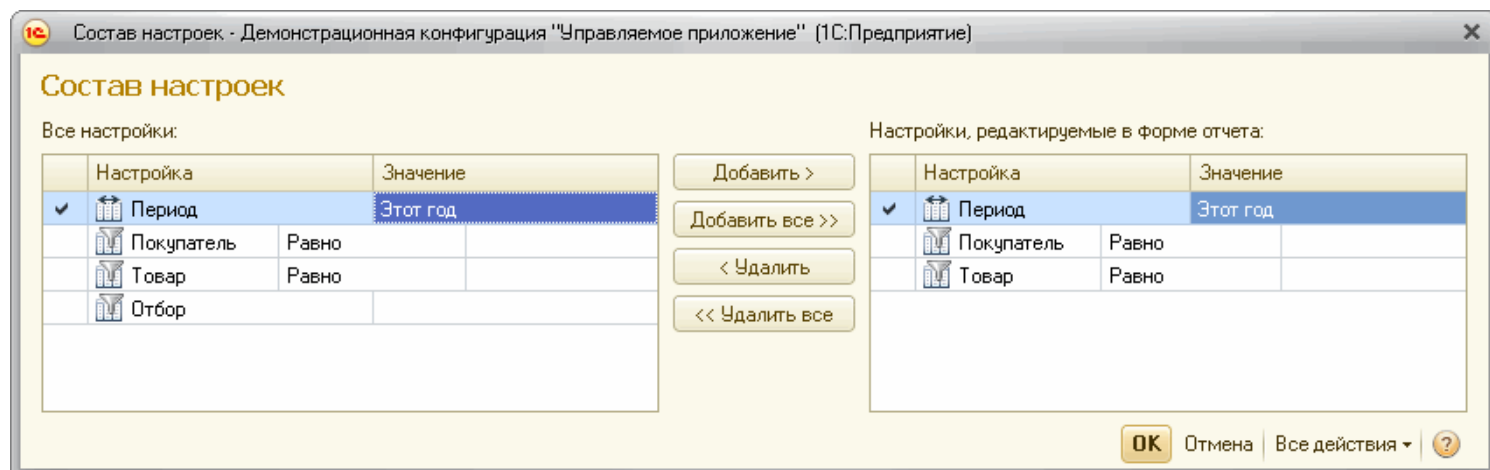 1С Состав настроек - Демонстрационная конфигурация "Управляемое приложение" (1С:Предприятие)
Состав настроек
Все настройки:
Настройка Значение
Период Этот год
Покупатель Равно
Товар Равно
Отбор
Добавить >
Добавить все >>
< Удалить
<< Удалить все
Настройки, редактируемые в форме отчета:
Настройка Значение
Период Этот год
Покупатель Равно
Товар Равно
OK Отмена Все действия ?